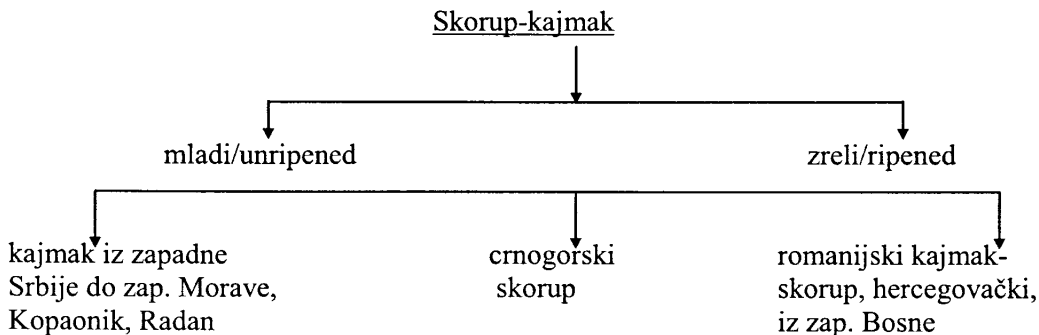 Skorup-kajmak
mladi/unripened
zreli/ripened
kajmak iz zapadne
Srbije do zap. Morave,
Kopaonik, Radan
crnogorski
skorup
romanijski kajmak-
skorup, hercegovački,
iz zap. Bosne